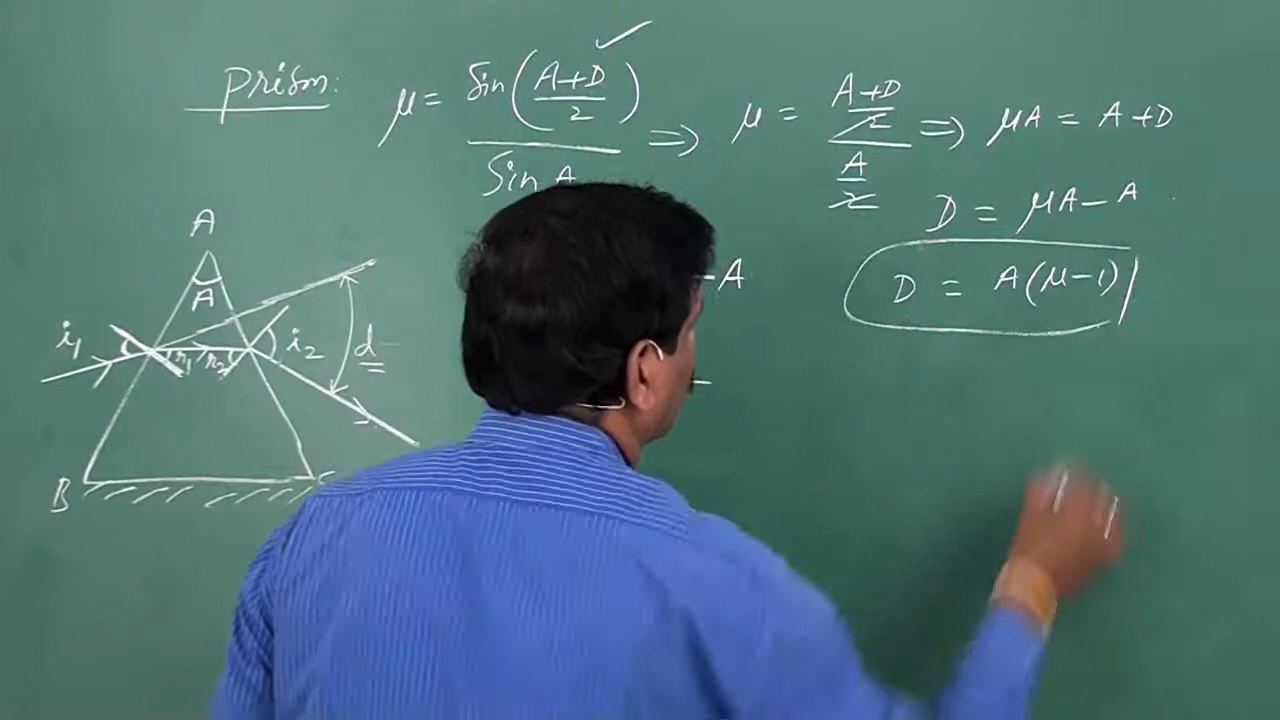 Prism:
μ = Sin(A+D/2) / Sin A ⇒ μ = A+D/2 / A/2 ⇒ μA = A+D
D = μA - A
- A
D = A(μ-1)
A
A
i₁ r₁ r₂ i₂ d
B